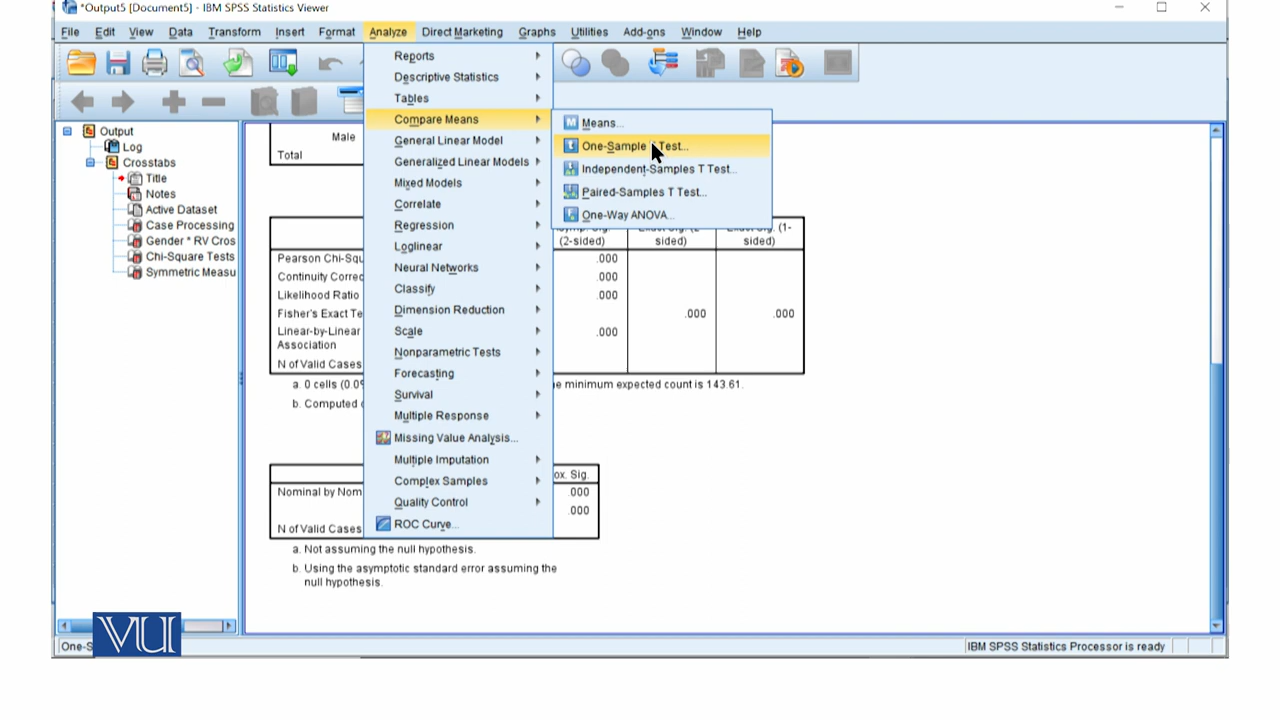 *Output5 [Document5] - IBM SPSS Statistics Viewer
File Edit View Data Transform Insert Format Analyze Direct Marketing Graphs Utilities Add-ons Window Help
Reports
Descriptive Statistics
Tables
Compare Means
General Linear Model
Generalized Linear Models
Mixed Models
Correlate
Regression
Loglinear
Neural Networks
Classify
Dimension Reduction
Scale
Nonparametric Tests
Forecasting
Survival
Multiple Response
Missing Value Analysis...
Multiple Imputation
Complex Samples
Quality Control
ROC Curve...
Means...
One-Sample T Test...
Independent-Samples T Test...
Paired-Samples T Test...
One-Way ANOVA...
Output
Log
Crosstabs
Title
Notes
Active Dataset
Case Processing
Gender * RV Cros
Chi-Square Tests
Symmetric Measu
Male
Total
(2-sided) sided) sided)
Pearson Chi-Squ .000
Continuity Correc .000
Likelihood Ratio .000
Fisher's Exact Te .000 .000
Linear-by-Linear .000
Association
N of Valid Cases
a. 0 cells (0.0% e minimum expected count is 143.61.
b. Computed
ox. Sig.
Nominal by Nom .000
.000
N of Valid Cases
a. Not assuming the null hypothesis.
b. Using the asymptotic standard error assuming the
null hypothesis.
VU
One-S
IBM SPSS Statistics Processor is ready